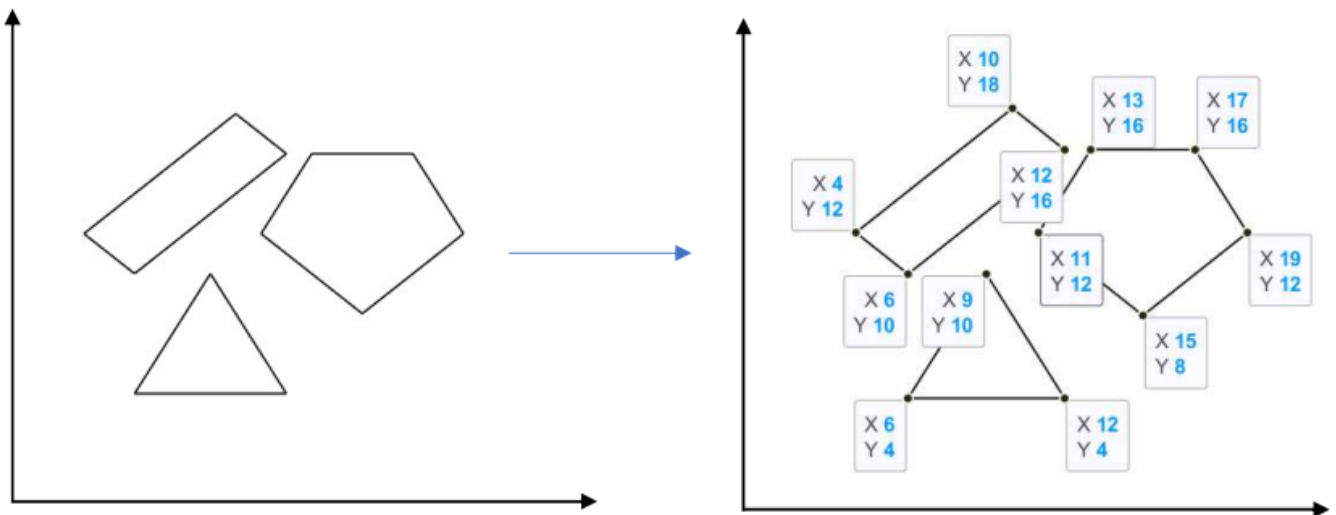 X 10
Y 18
X 13
Y 16
X 17
Y 16
X 4
Y 12
X 12
Y 16
X 11
Y 12
X 19
Y 12
X 6
Y 10
X 9
Y 10
X 15
Y 8
X 6
Y 4
X 12
Y 4